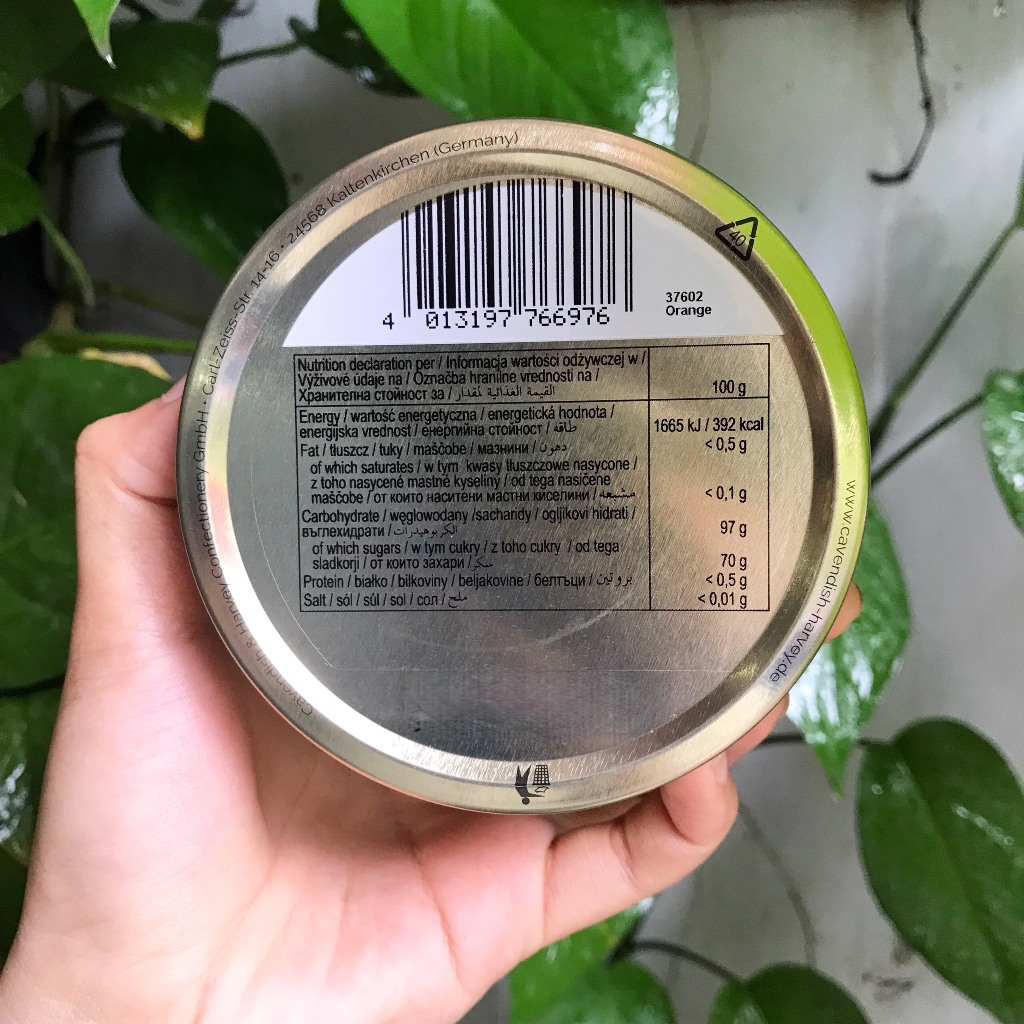 Cavendish & Harvey Confectionery GmbH • Carl-Zeiss-Str. 14-16 • 24568 Kaltenkirchen (Germany)
40
4 013197 766976
37602
Orange
Nutrition declaration per / Informacja wartości odżywczej w /
Výživové údaje na / Označba hranilne vrednosti na /
Хранителна стойност за / القيمة الغذائية لمقدار
100 g
Energy / wartość energetyczna / energetická hodnota /
energijska vrednost / енергийна стойност / طاقة
1665 kJ / 392 kcal
Fat / tłuszcz / tuky / maščobe / мазнини / دهون
< 0,5 g
of which saturates / w tym kwasy tłuszczowe nasycone /
z toho nasycené mastné kyseliny / od tega nasičene
maščobe / от които наситени мастни киселини / مشبعه
< 0,1 g
Carbohydrate / węglowodany /sacharidy / ogljikovi hidrati /
въглехидрати / الكربوهيدرات
97 g
of which sugars / w tym cukry / z toho cukry / od tega
sladkorji / от които захари / سكر
70 g
Protein / białko / bílkoviny / beljakovine / белтъци / بروتين
< 0,5 g
Salt / sól / sůl / sol / сол / ملح
< 0,01 g
www.cavendish-harvey.de